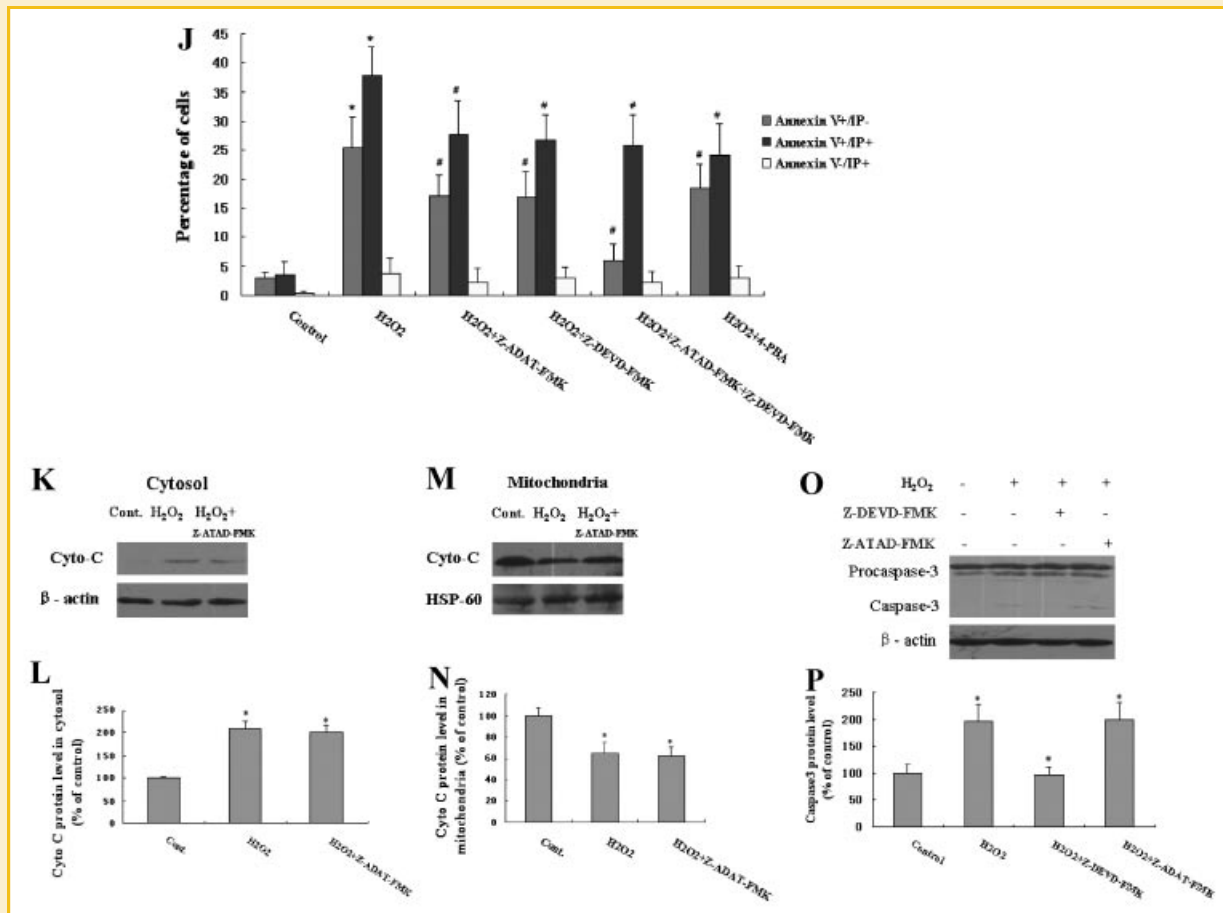 J
Percentage of cells
50
45
40
35
30
25
20
15
10
5
0
* *
# #
# #
# #
# #
Annexin V+/IP-
Annexin V+/IP+
Annexin V-/IP+
Control
H2O2
H2O2+Z-ADAT-FMK
H2O2+Z-DEVD-FMK
H2O2+Z-ATAD-FMK+Z-DEVD-FMK
H2O2+4-PBA
K
Cytosol
Cont. H₂O₂ H₂O₂+
Z-ATAD-FMK
Cyto-C
β - actin
M
Mitochondria
Cont. H₂O₂ H₂O₂+
Z-ATAD-FMK
Cyto-C
HSP-60
O
H₂O₂ - + + +
Z-DEVD-FMK - - + -
Z-ATAD-FMK - - - +
Procaspase-3
Caspase-3
β - actin
L
Cyto C protein level in cytosol
(% of control)
250
200
150
100
50
0
* *
Cont.
H2O2
H2O2+Z-ADAT-FMK
N
Cyto C protein level in
mitochondria (% of control)
120
100
80
60
40
20
0
* *
Cont.
H2O2
H2O2+Z-ADAT-FMK
P
Caspase3 protein level
(% of control)
250
200
150
100
50
0
* * *
Control
H2O2
H2O2+Z-DEVD-FMK
H2O2+Z-ADAT-FMK